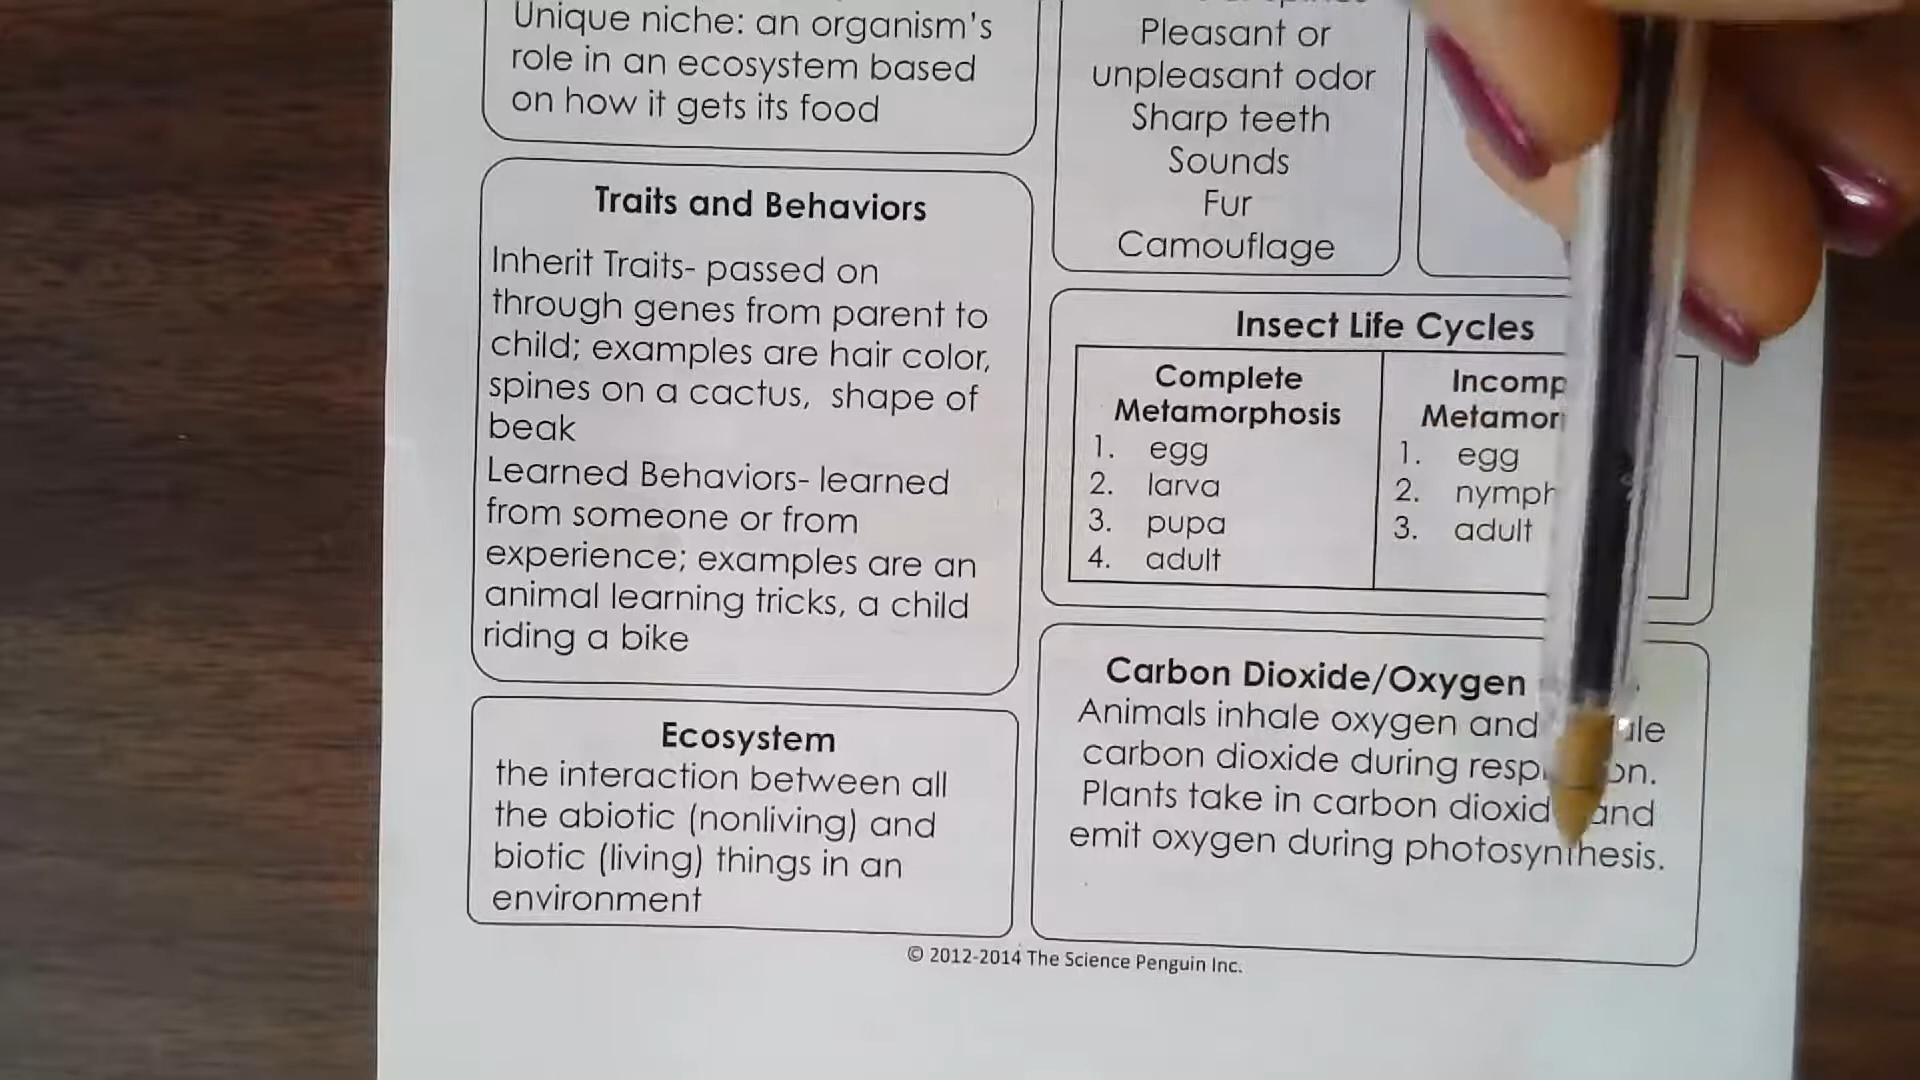 Unique niche: an organism's
role in an ecosystem based
on how it gets its food
Pleasant or
unpleasant odor
Sharp teeth
Sounds
Fur
Camouflage
Traits and Behaviors
Inherit Traits- passed on
through genes from parent to
child; examples are hair color,
spines on a cactus, shape of
beak
Learned Behaviors- learned
from someone or from
experience; examples are an
animal learning tricks, a child
riding a bike
Insect Life Cycles
Complete
Metamorphosis
1. egg
2. larva
3. pupa
4. adult
1. egg
2. nymph
3. adult
Ecosystem
the interaction between all
the abiotic (nonliving) and
biotic (living) things in an
environment
Carbon Dioxide/Oxygen
Animals inhale oxygen and
carbon dioxide during
Plants take in carbon and
emit oxygen during photosynthesis.
© 2012-2014 The Science Penguin Inc.